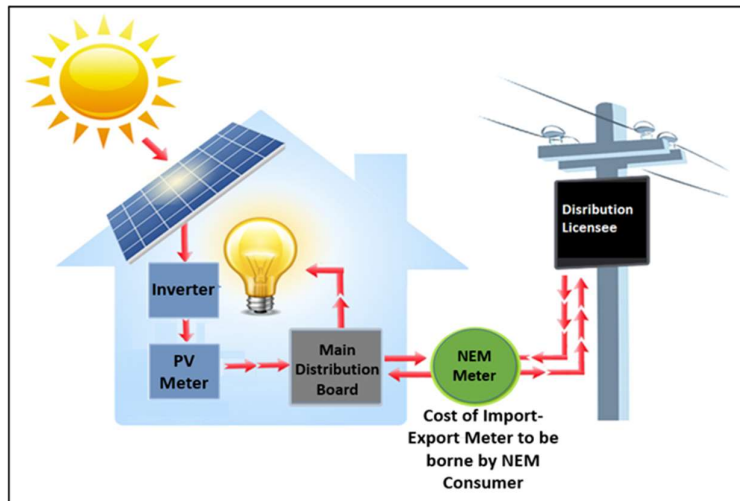 Disribution
Licensee
Inverter
PV
Meter
Main
Distribution
Board
NEM
Meter
Cost of Import-
Export Meter to be
borne by NEM
Consumer